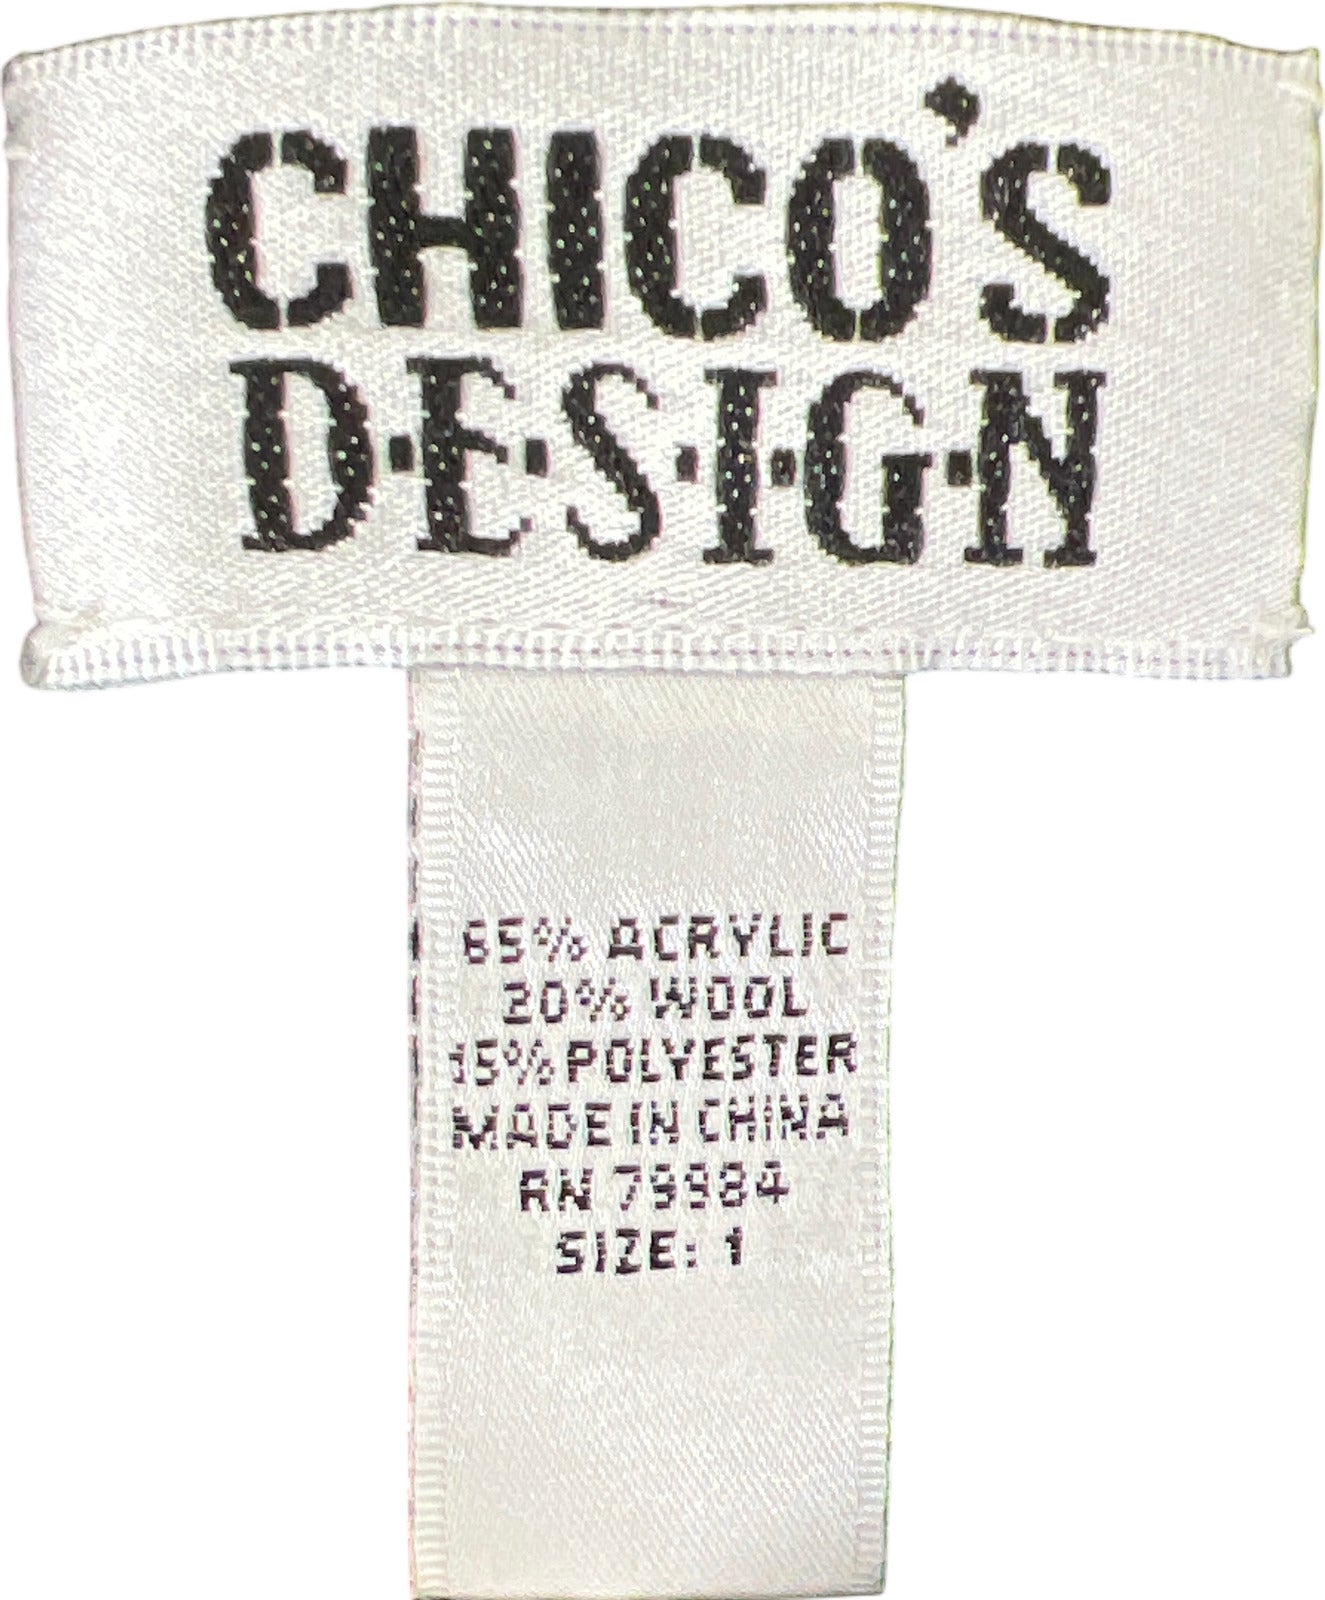 CHICO'S
D·E·S·I·G·N
65% ACRYLIC
20% WOOL
15% POLYESTER
MADE IN CHINA
RN 79984
SIZE: 1